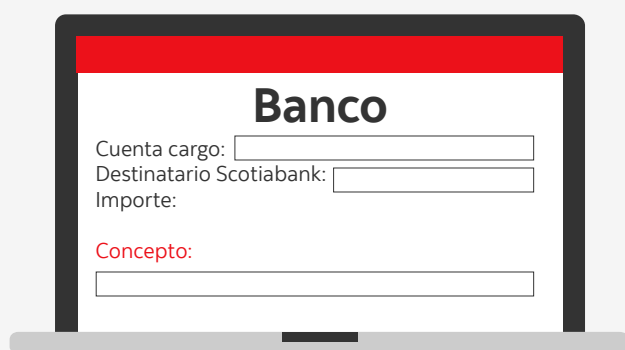 Banco
Cuenta cargo:
Destinatario Scotiabank:
Importe:
Concepto: